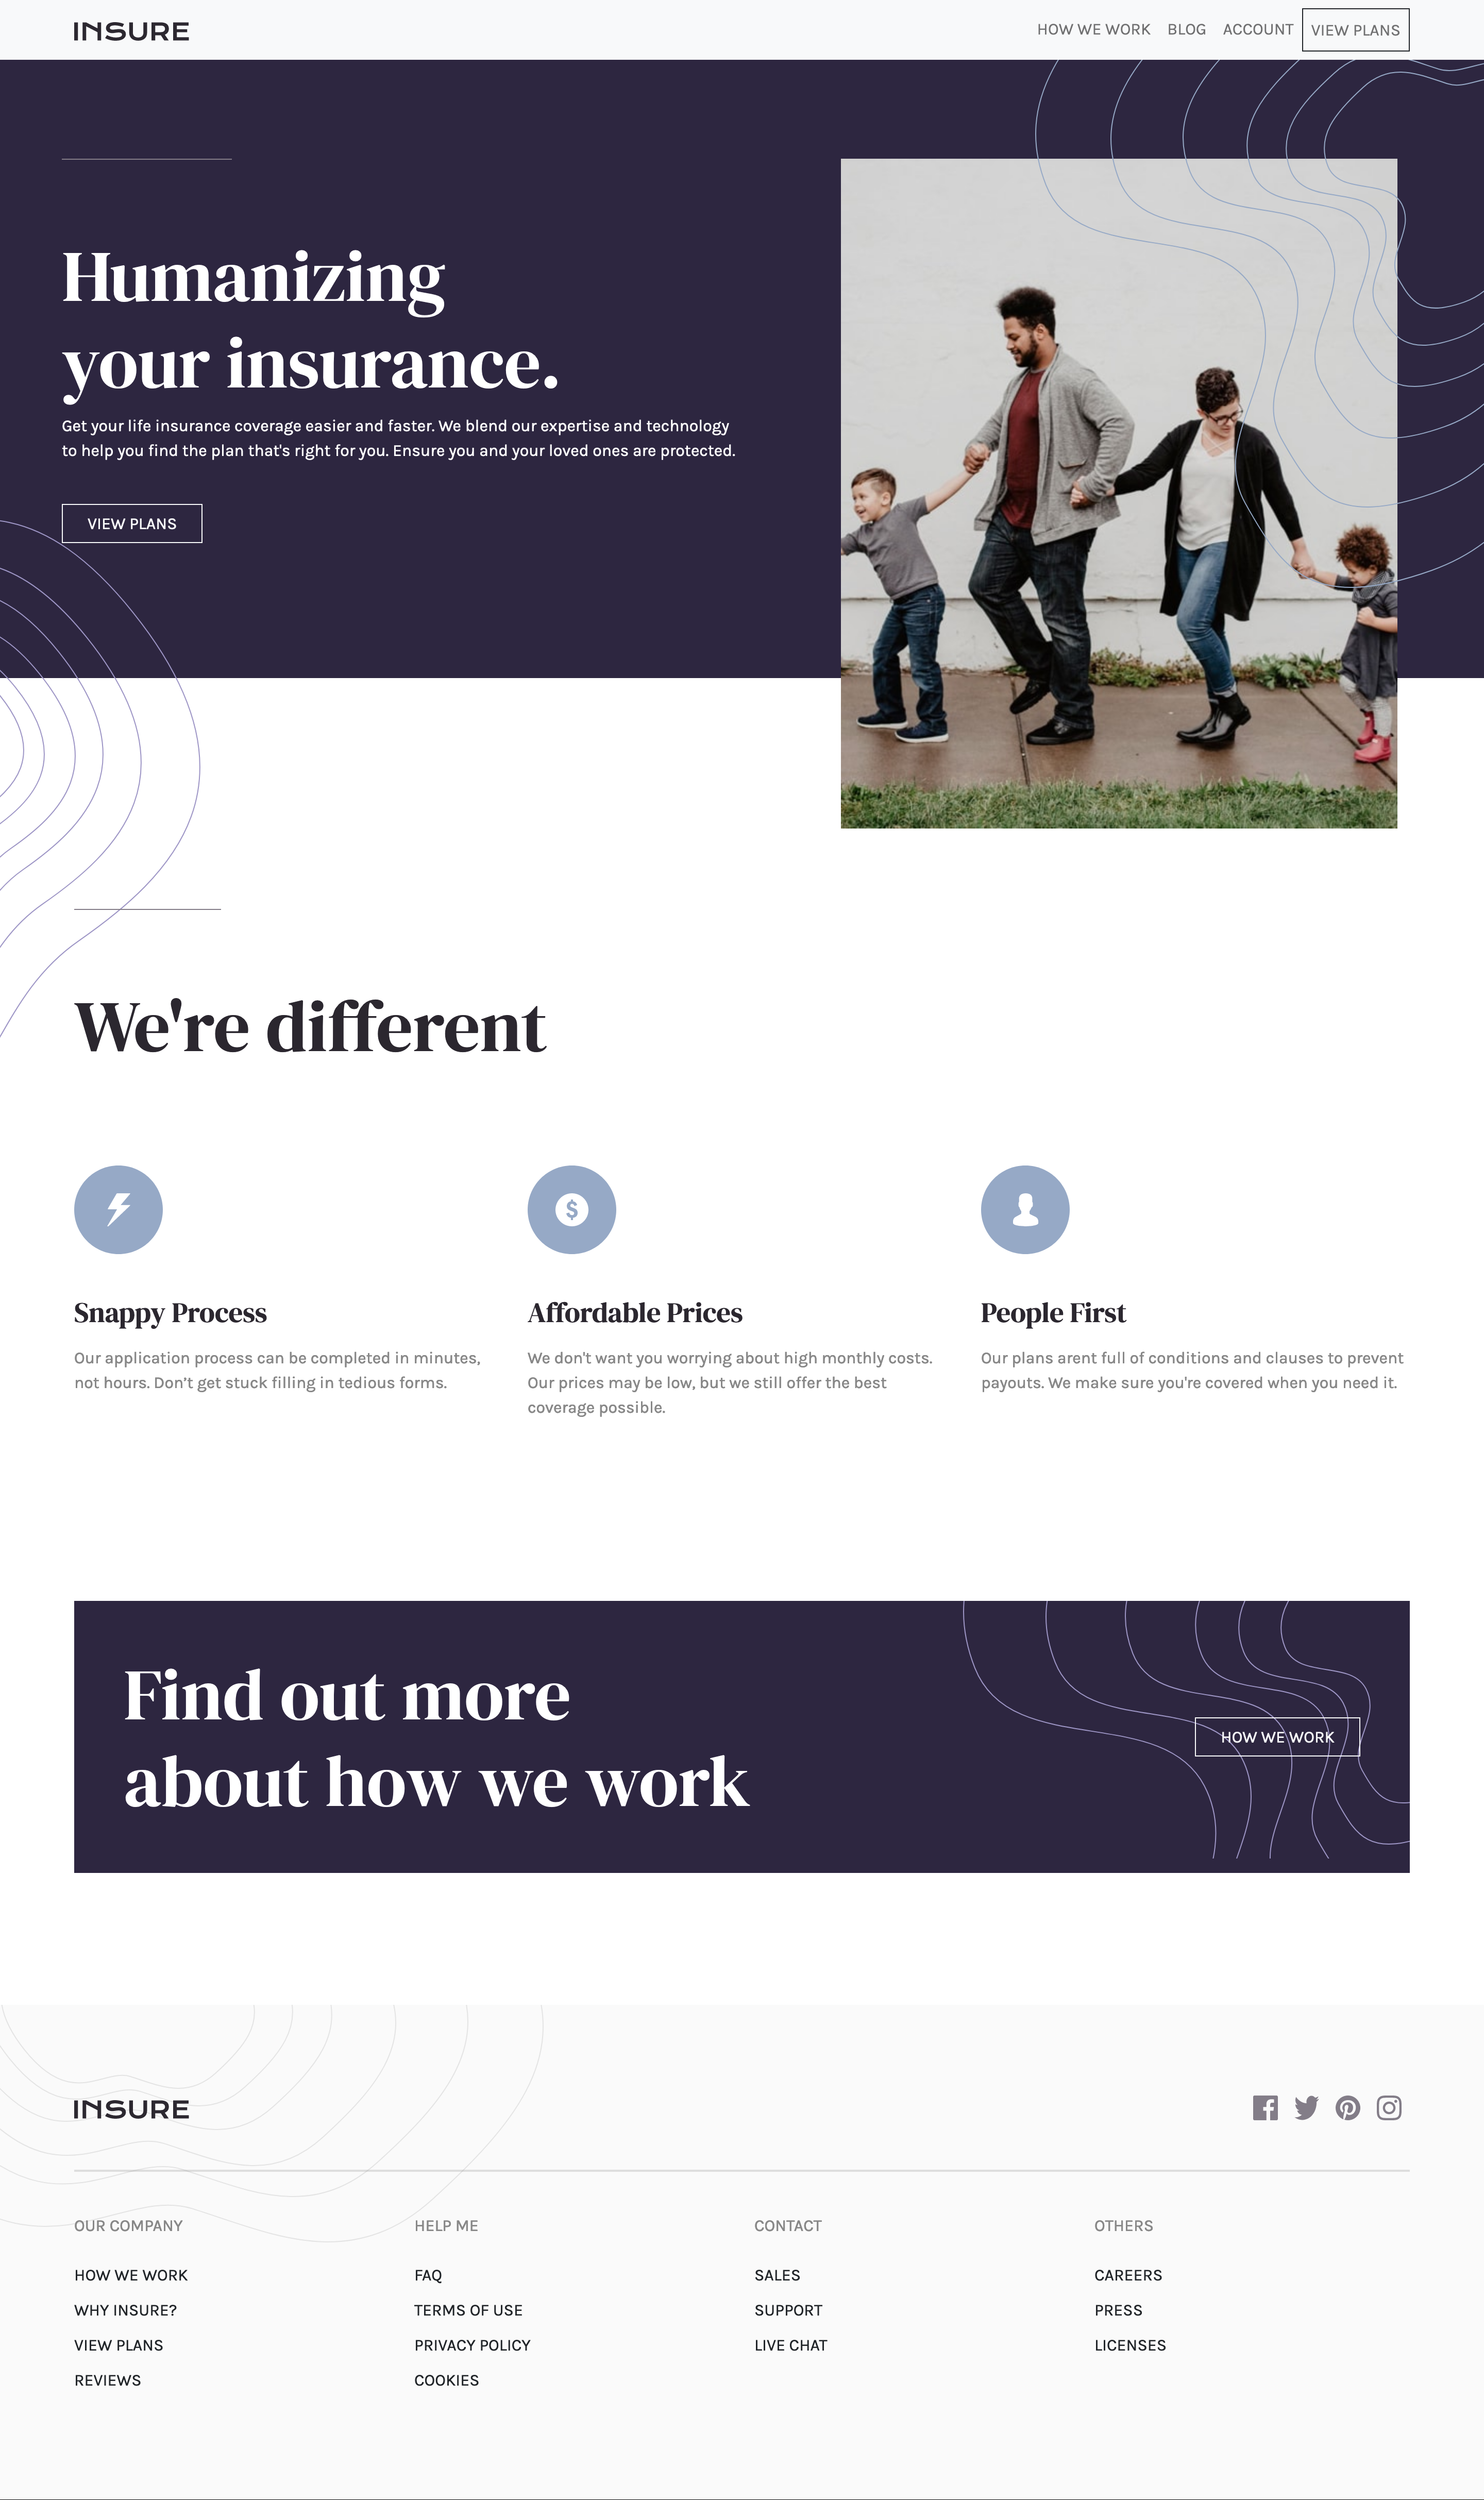 INSURE
HOW WE WORK BLOG ACCOUNT VIEW PLANS
Humanizing
your insurance.
Get your life insurance coverage easier and faster. We blend our expertise and technology
to help you find the plan that's right for you. Ensure you and your loved ones are protected.
VIEW PLANS
We're different
Snappy Process
Our application process can be completed in minutes,
not hours. Don’t get stuck filling in tedious forms.
Affordable Prices
We don't want you worrying about high monthly costs.
Our prices may be low, but we still offer the best
coverage possible.
People First
Our plans arent full of conditions and clauses to prevent
payouts. We make sure you're covered when you need it.
Find out more
about how we work
HOW WE WORK
INSURE
OUR COMPANY
HOW WE WORK
WHY INSURE?
VIEW PLANS
REVIEWS
HELP ME
FAQ
TERMS OF USE
PRIVACY POLICY
COOKIES
CONTACT
SALES
SUPPORT
LIVE CHAT
OTHERS
CAREERS
PRESS
LICENSES